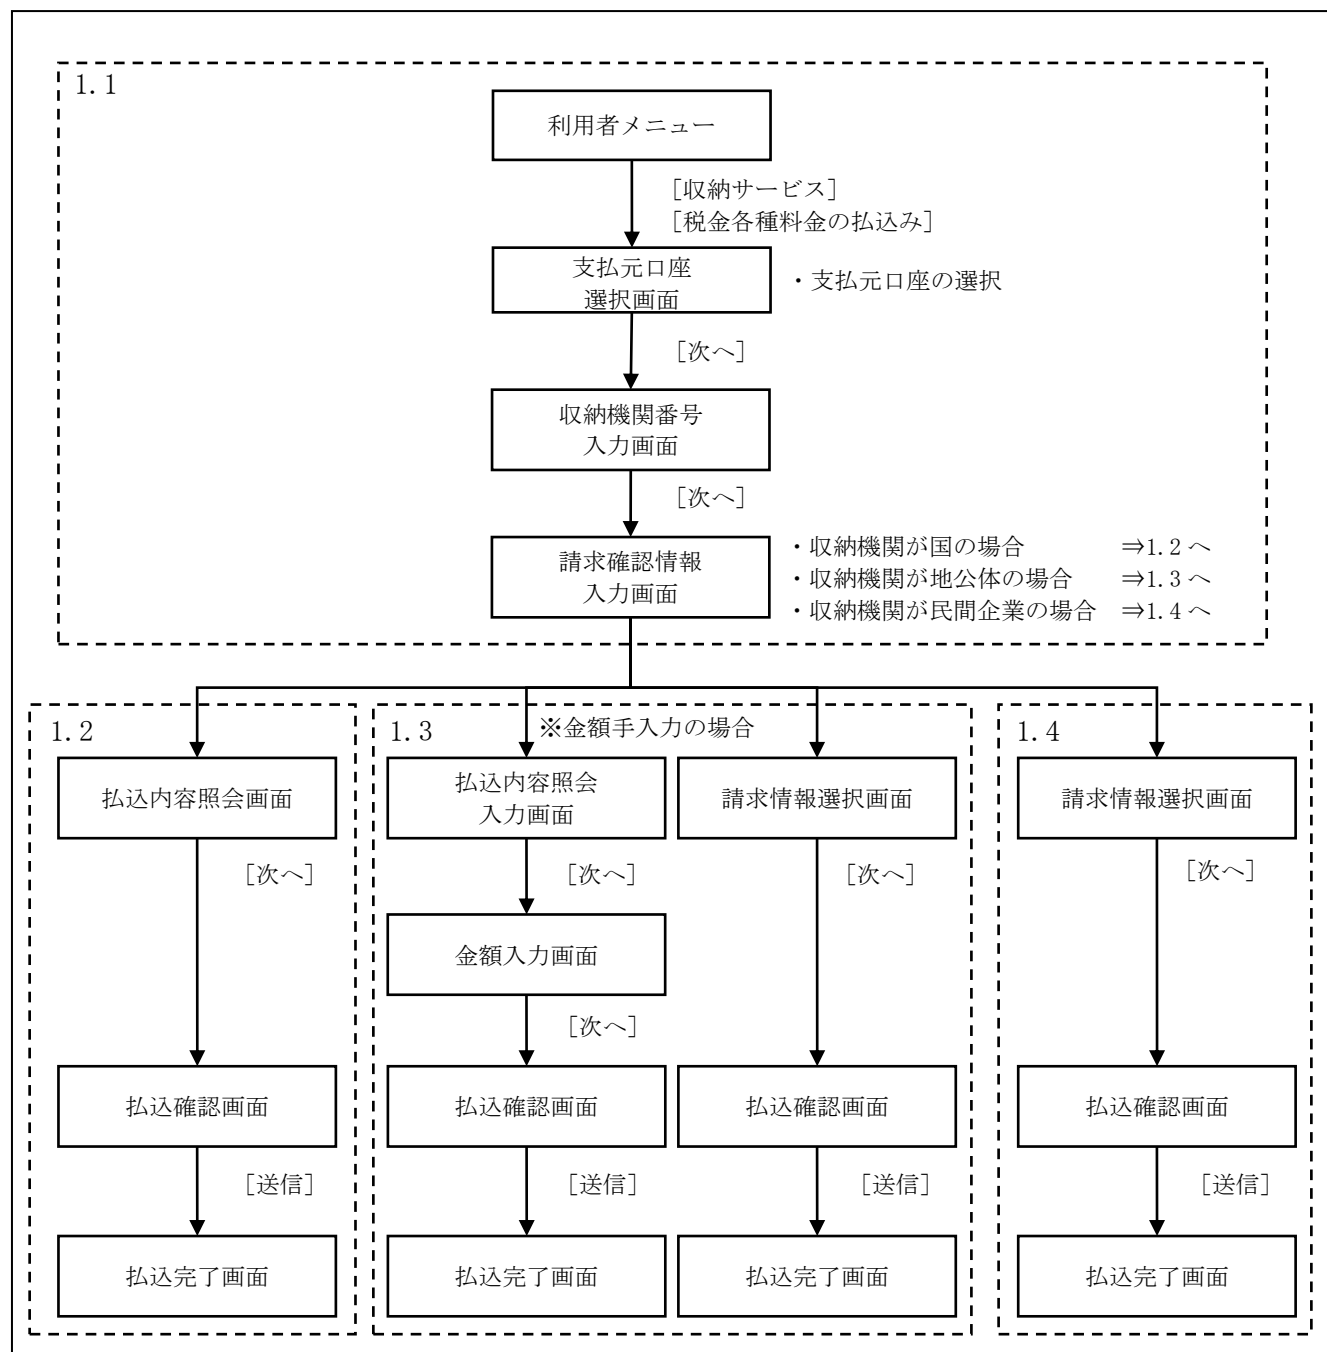 1.1
利用者メニュー
[収納サービス]
[税金各種料金の払込み]
支払元口座
選択画面
・支払元口座の選択
[次へ]
収納機関番号
入力画面
[次へ]
請求確認情報
入力画面
・収納機関が国の場合 ⇒1.2へ
・収納機関が地公体の場合 ⇒1.3へ
・収納機関が民間企業の場合 ⇒1.4へ
1.2
払込内容照会画面
[次へ]
払込確認画面
[送信]
払込完了画面
1.3
※金額手入力の場合
払込内容照会
入力画面
[次へ]
金額入力画面
[次へ]
払込確認画面
[送信]
払込完了画面
請求情報選択画面
[次へ]
払込確認画面
[送信]
払込完了画面
1.4
請求情報選択画面
[次へ]
払込確認画面
[送信]
払込完了画面